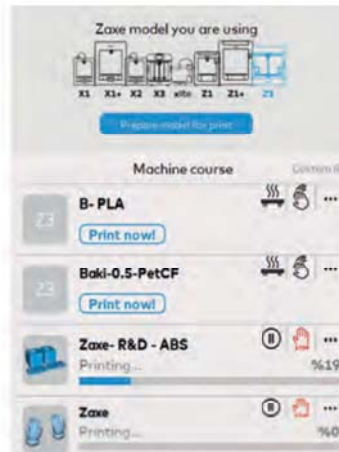 Zaxe model you are using
X1 X1+ X2 X3 xlite Z1 Z1+ Z3
Prepare model for print
Machine course
Z3
B- PLA
Print now!
Z3
Baki-0.5-PetCF
Print now!
Zaxe- R&D - ABS
Printing...
%19
Zaxe
Printing...
%0